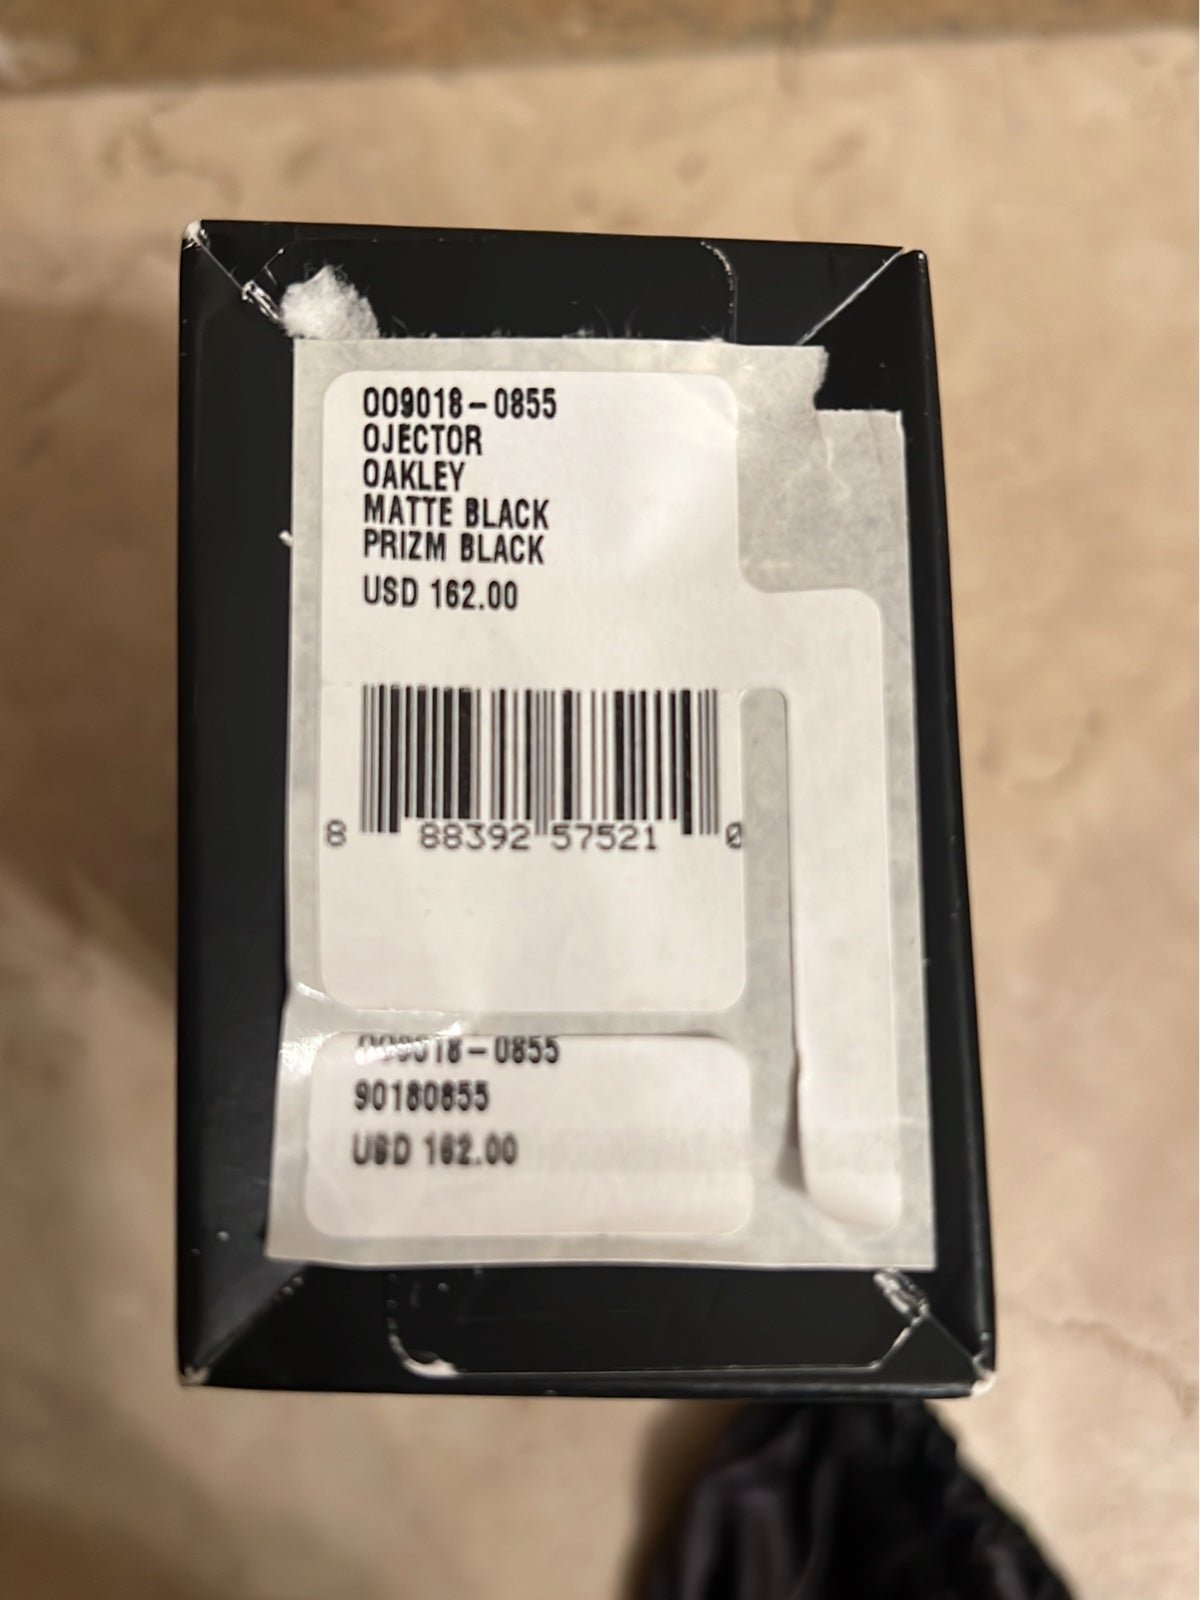 OO9018-0855
OJECTOR
OAKLEY
MATTE BLACK
PRIZM BLACK
USD 162.00
8 88392 57521 0
OO9018-0855
90180855
USD 162.00